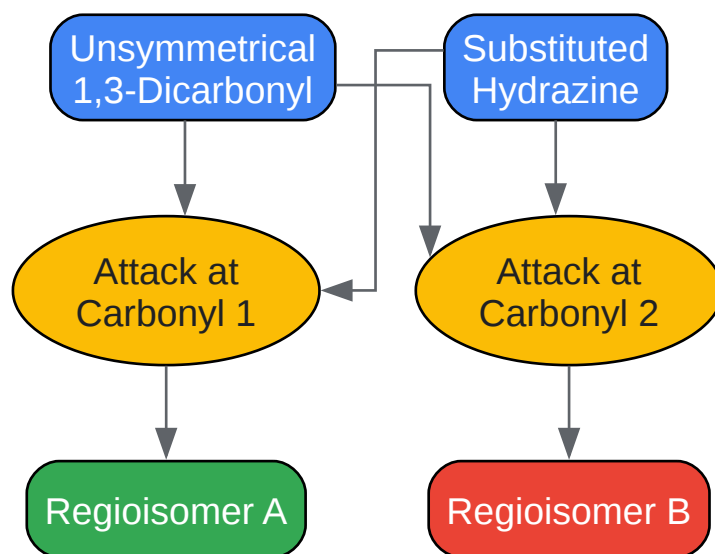 Unsymmetrical
1,3-Dicarbonyl
Substituted
Hydrazine
Attack at
Carbonyl 1
Attack at
Carbonyl 2
Regioisomer A
Regioisomer B